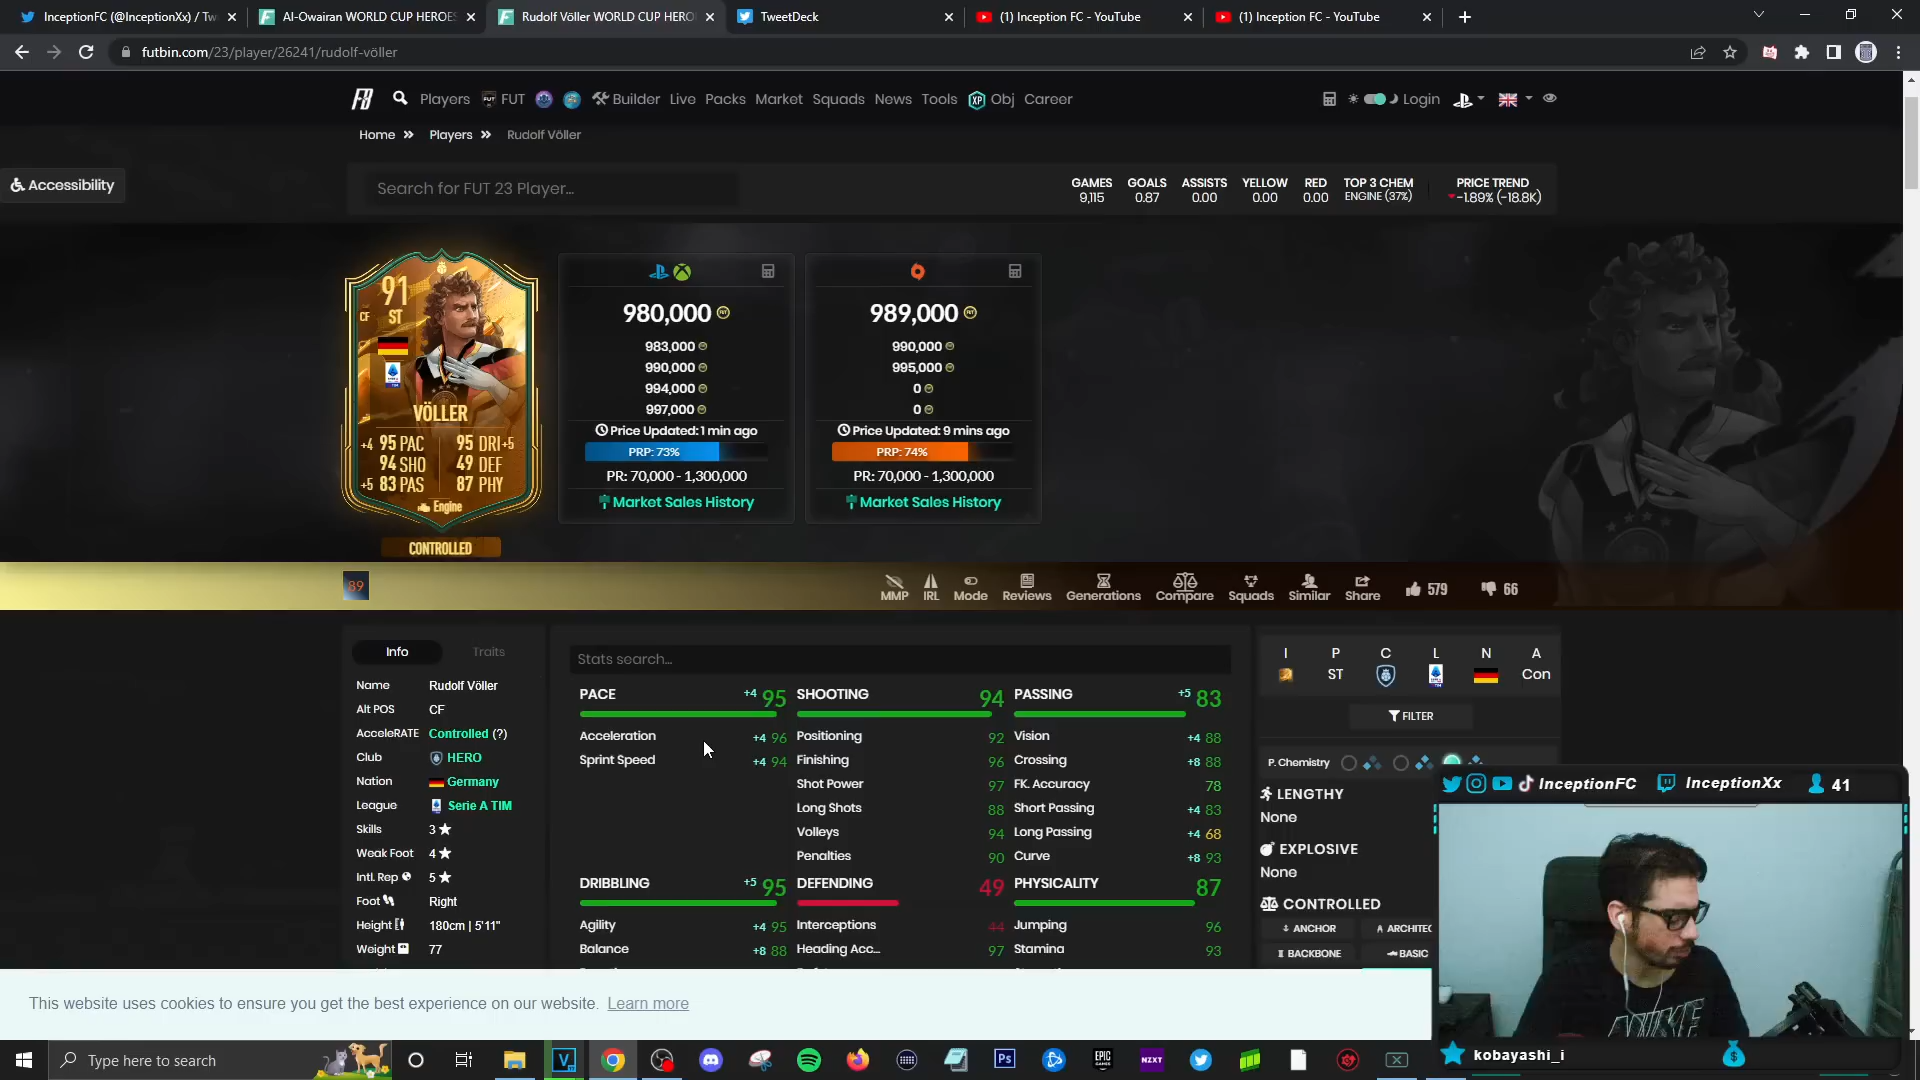 InceptionFC (@InceptionXx) / Tw
Al-Owairan WORLD CUP HEROES
Rudolf Völler WORLD CUP HERO
TweetDeck
(1) Inception FC - YouTube
(1) Inception FC - YouTube
futbin.com/23/player/26241/rudolf-völler
Players FUT Builder Live Packs Market Squads News Tools XP Obj Career Login
Home » Players » Rudolf Völler
Accessibility
Search for FUT 23 Player...
GAMES GOALS ASSISTS YELLOW RED TOP 3 CHEM PRICE TREND
9,115 0.87 0.00 0.00 0.00 ENGINE (37%) -1.89% (-18.8K)
91
ST
CF
VÖLLER
+4 95 PAC 95 DRI +5
94 SHO 49 DEF
+5 83 PAS 87 PHY
Engine
CONTROLLED
980,000
983,000
990,000
994,000
997,000
Price Updated: 1 min ago
PRP: 73%
PR: 70,000 - 1,300,000
Market Sales History
989,000
990,000
995,000
0
0
Price Updated: 9 mins ago
PRP: 74%
PR: 70,000 - 1,300,000
Market Sales History
89
MMP IRL Mode Reviews Generations Compare Squads Similar Share 579 66
Info Traits
Name Rudolf Völler
Alt POS CF
AcceleRATE Controlled (?)
Club HERO
Nation Germany
League Serie A TIM
Skills 3
Weak Foot 4
Intl. Rep 5
Foot Right
Height 180cm | 5'11"
Weight 77
Stats search...
PACE +4 95
Acceleration +4 96
Sprint Speed +4 94
SHOOTING 94
Positioning 92
Finishing 96
Shot Power 97
Long Shots 88
Volleys 94
Penalties 90
PASSING +5 83
Vision +4 88
Crossing +8 88
FK. Accuracy 78
Short Passing +4 83
Long Passing +4 68
Curve +8 93
DRIBBLING +5 95
Agility +4 95
Balance +8 88
DEFENDING 49
Interceptions 44
Heading Acc... 97
PHYSICALITY 87
Jumping 96
Stamina 93
I P C L N A
ST Con
FILTER
P. Chemistry
LENGTHY
None
EXPLOSIVE
None
CONTROLLED
ANCHOR ARCHITEC
BACKBONE BASIC
InceptionFC InceptionXx 41
kobayashi_i
This website uses cookies to ensure you get the best experience on our website. Learn more
Type here to search
V
Ps
EPIC GAMES
NZXT